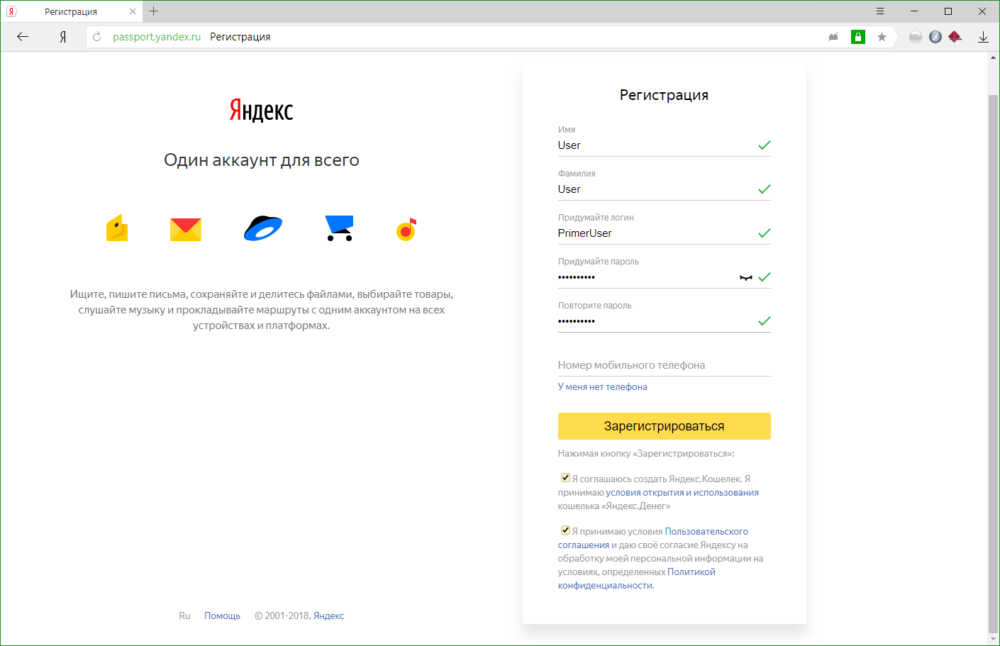 Регистрация
Я
passport.yandex.ru Регистрация
Яндекс
Один аккаунт для всего
Ищите, пишите письма, сохраняйте и делитесь файлами, выбирайте товары,
слушайте музыку и прокладывайте маршруты с одним аккаунтом на всех
устройствах и платформах.
Ru Помощь © 2001-2018, Яндекс
Регистрация
Имя
User
Фамилия
User
Придумайте логин
PrimerUser
Придумайте пароль
••••••••••
Повторите пароль
••••••••••
Номер мобильного телефона
У меня нет телефона
Зарегистрироваться
Нажимая кнопку «Зарегистрироваться»:
Я соглашаюсь создать Яндекс.Кошелек. Я
принимаю условия открытия и использования
кошелька «Яндекс.Денег»
Я принимаю условия Пользовательского
соглашения и даю своё согласие Яндексу на
обработку моей персональной информации на
условиях, определенных Политикой
конфиденциальности.